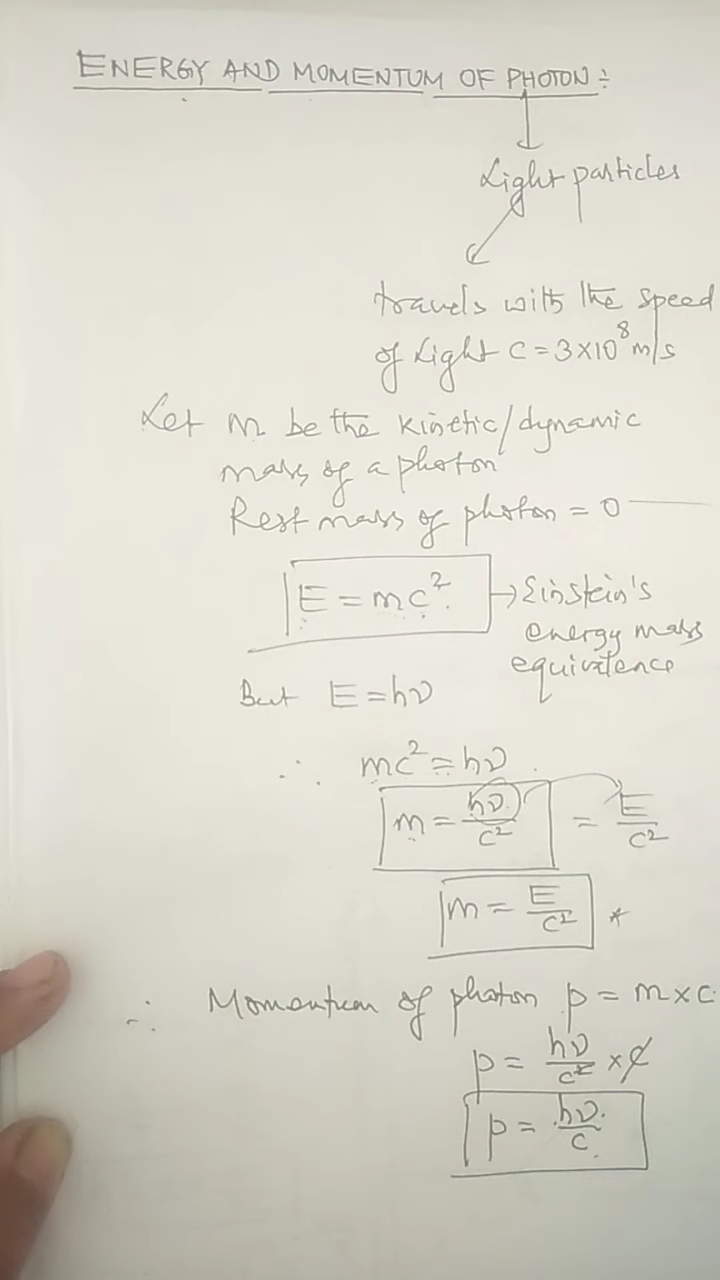 ENERGY AND MOMENTUM OF PHOTON :
Light particles
travels with the speed
of light c = 3×10⁸ m/s
Let m be the kinetic/dynamic
mass of a photon
Rest mass of photon = 0
E = mc² → Einstein's
energy mass
equivalence
But E = hν
∴ mc² = hν
m = hν/c² = E/c²
m = E/c² *
∴ Momentum of photon p = m × c
p = hν/c² × c
p = hν/c